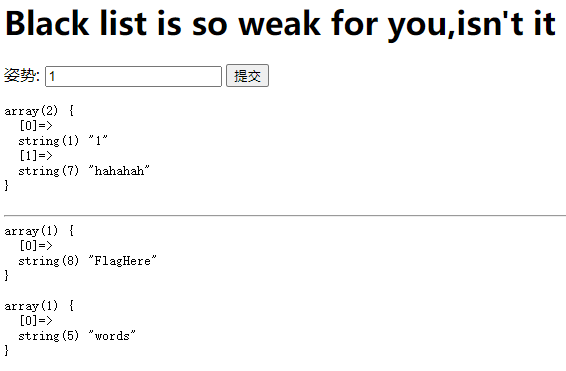 Black list is so weak for you,isn't it
姿势: 1 提交
array(2) {
  [0]=>
  string(1) "1"
  [1]=>
  string(7) "hahahah"
}
array(1) {
  [0]=>
  string(8) "FlagHere"
}
array(1) {
  [0]=>
  string(5) "words"
}